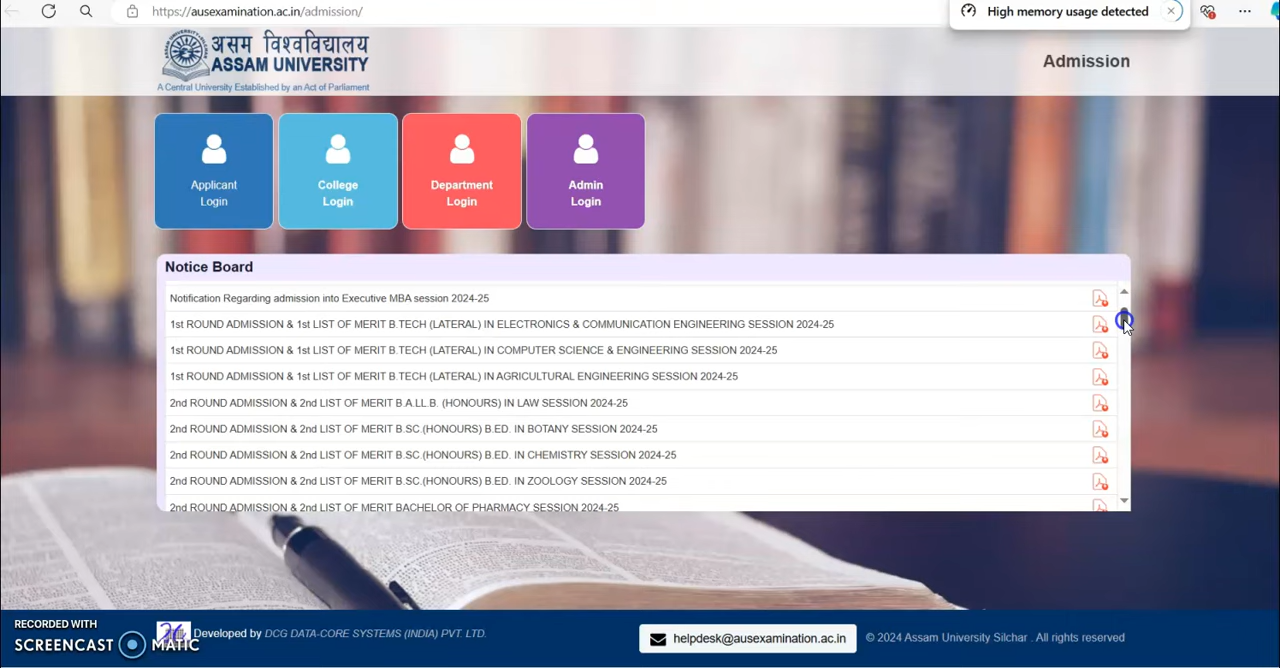 https://ausexamination.ac.in/admission/
High memory usage detected
असम विश्वविद्यालय
ASSAM UNIVERSITY
A Central University Established by an Act of Parliament
Admission
Applicant
Login
College
Login
Department
Login
Admin
Login
Notice Board
Notification Regarding admission into Executive MBA session 2024-25
1st ROUND ADMISSION & 1st LIST OF MERIT B.TECH (LATERAL) IN ELECTRONICS & COMMUNICATION ENGINEERING SESSION 2024-25
1st ROUND ADMISSION & 1st LIST OF MERIT B.TECH (LATERAL) IN COMPUTER SCIENCE & ENGINEERING SESSION 2024-25
1st ROUND ADMISSION & 1st LIST OF MERIT B.TECH (LATERAL) IN AGRICULTURAL ENGINEERING SESSION 2024-25
2nd ROUND ADMISSION & 2nd LIST OF MERIT B.A.LL.B. (HONOURS) IN LAW SESSION 2024-25
2nd ROUND ADMISSION & 2nd LIST OF MERIT B.SC.(HONOURS) B.ED. IN BOTANY SESSION 2024-25
2nd ROUND ADMISSION & 2nd LIST OF MERIT B.SC.(HONOURS) B.ED. IN CHEMISTRY SESSION 2024-25
2nd ROUND ADMISSION & 2nd LIST OF MERIT B.SC.(HONOURS) B.ED. IN ZOOLOGY SESSION 2024-25
2nd ROUND ADMISSION & 2nd LIST OF MERIT BACHELOR OF PHARMACY SESSION 2024-25
RECORDED WITH
SCREENCAST MATIC
Developed by DCG DATA-CORE SYSTEMS (INDIA) PVT. LTD.
helpdesk@ausexamination.ac.in
© 2024 Assam University Silchar . All rights reserved